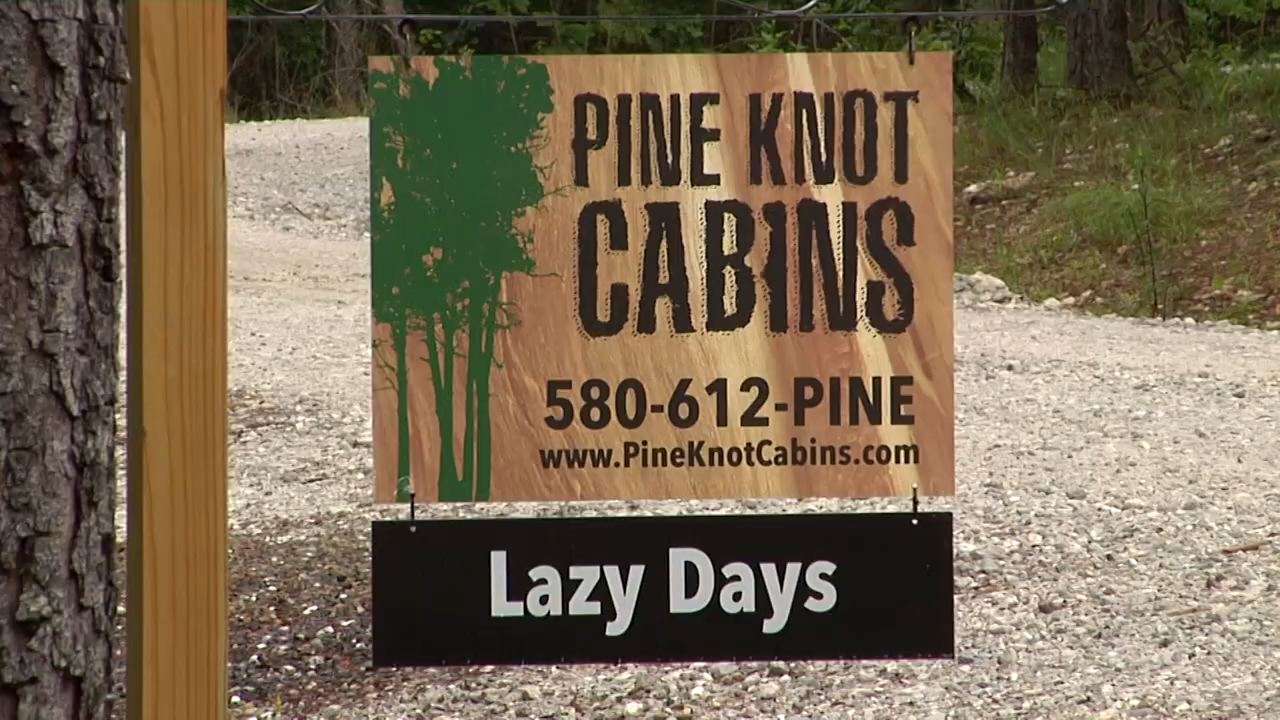 PINE KNOT
CABINS
580-612-PINE
www.PineKnotCabins.com
Lazy Days